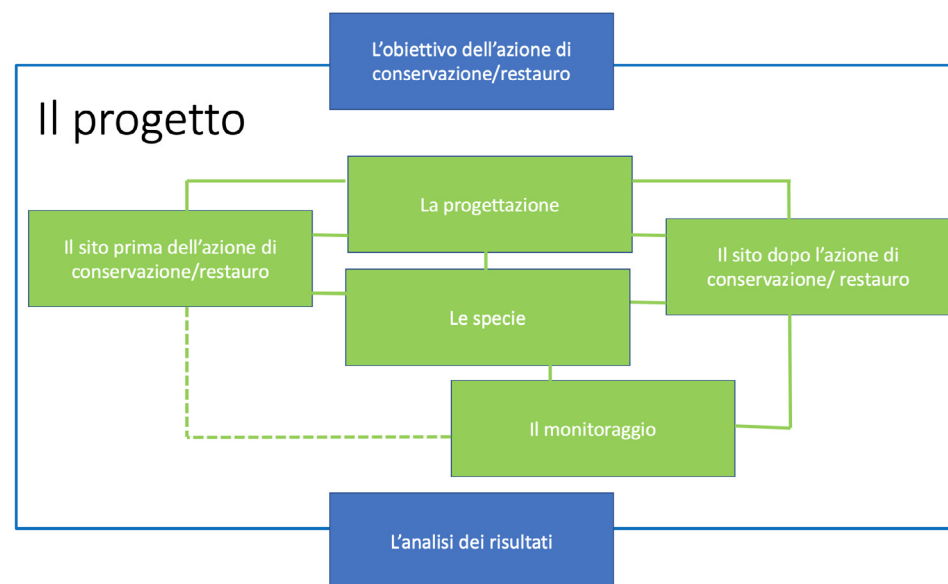 L’obiettivo dell’azione di
conservazione/restauro
Il progetto
La progettazione
Il sito prima dell’azione di
conservazione/restauro
Il sito dopo l’azione di
conservazione/ restauro
Le specie
Il monitoraggio
L’analisi dei risultati